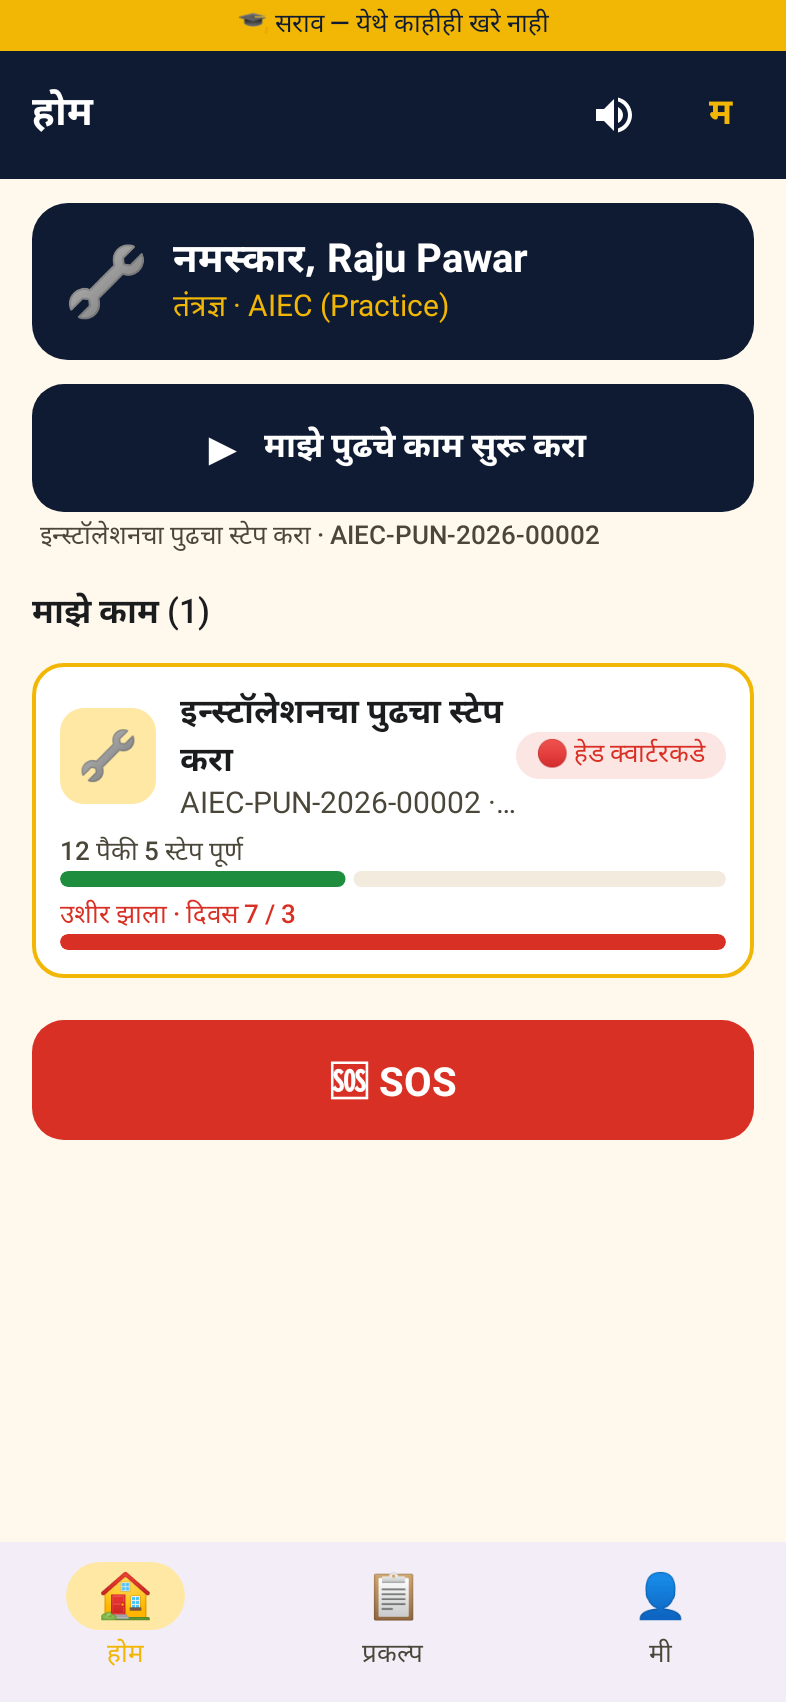 🎓 सराव — येथे काहीही खरे नाही
होम
म
नमस्कार, Raju Pawar
तंत्रज्ञ · AIEC (Practice)
▶ माझे पुढचे काम सुरू करा
इन्स्टॉलेशनचा पुढचा स्टेप करा · AIEC-PUN-2026-00002
माझे काम (1)
इन्स्टॉलेशनचा पुढचा स्टेप
करा
🔴 हेड क्वार्टरकडे
AIEC-PUN-2026-00002 ·...
12 पैकी 5 स्टेप पूर्ण
उशीर झाला · दिवस 7 / 3
🆘 SOS
होम
प्रकल्प
मी